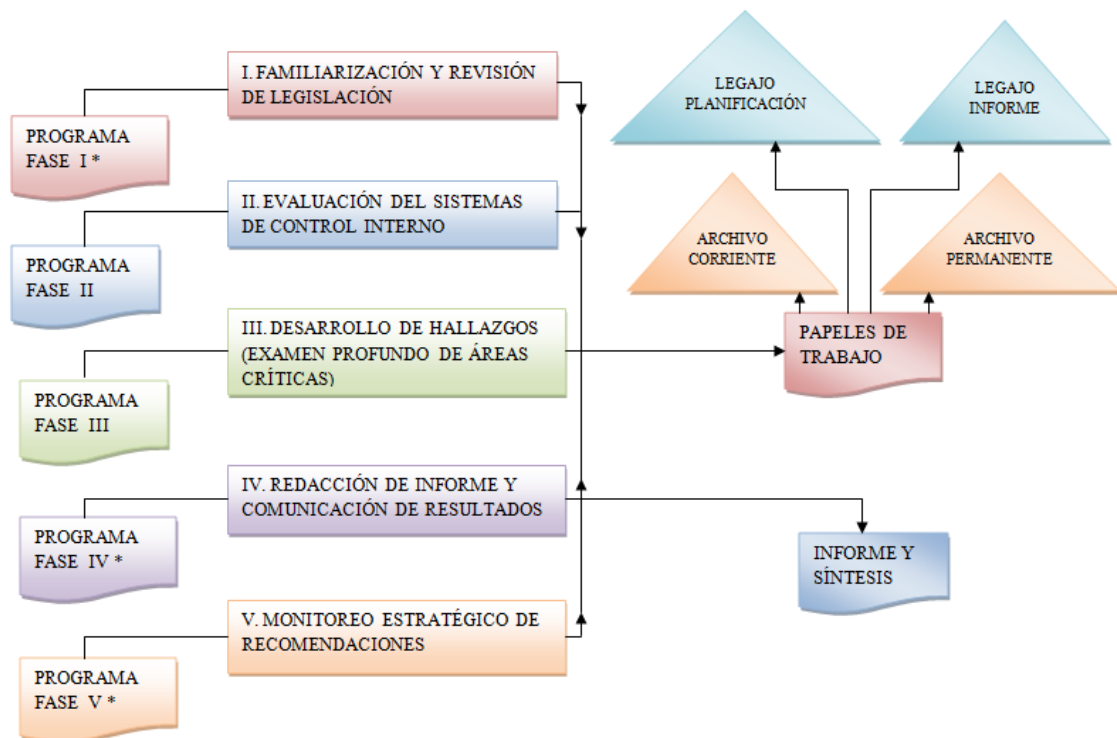 I. FAMILIARIZACIÓN Y REVISIÓN
DE LEGISLACIÓN
PROGRAMA
FASE I *
II. EVALUACIÓN DEL SISTEMAS
DE CONTROL INTERNO
PROGRAMA
FASE II
III. DESARROLLO DE HALLAZGOS
(EXAMEN PROFUNDO DE ÁREAS
CRÍTICAS)
PROGRAMA
FASE III
IV. REDACCIÓN DE INFORME Y
COMUNICACIÓN DE RESULTADOS
PROGRAMA
FASE IV *
V. MONITOREO ESTRATÉGICO DE
RECOMENDACIONES
PROGRAMA
FASE V *
LEGAJO
PLANIFICACIÓN
LEGAJO
INFORME
ARCHIVO
CORRIENTE
ARCHIVO
PERMANENTE
PAPELES DE
TRABAJO
INFORME Y
SÍNTESIS